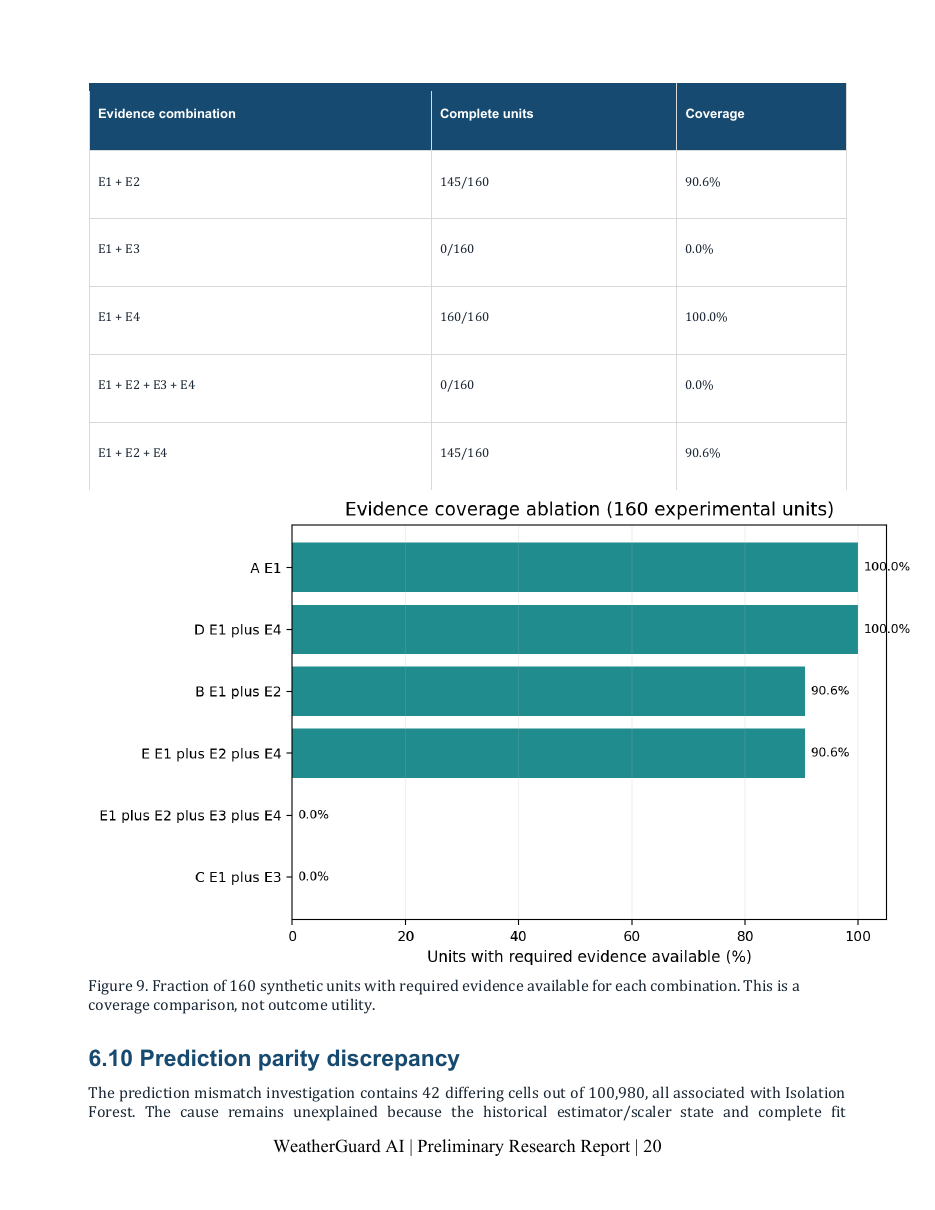 Evidence combination Complete units Coverage
E1 + E2 145/160 90.6%
E1 + E3 0/160 0.0%
E1 + E4 160/160 100.0%
E1 + E2 + E3 + E4 0/160 0.0%
E1 + E2 + E4 145/160 90.6%
Evidence coverage ablation (160 experimental units)
A E1 100.0%
D E1 plus E4 100.0%
B E1 plus E2 90.6%
E E1 plus E2 plus E4 90.6%
E1 plus E2 plus E3 plus E4 0.0%
C E1 plus E3 0.0%
0 20 40 60 80 100
Units with required evidence available (%)
Figure 9. Fraction of 160 synthetic units with required evidence available for each combination. This is a
coverage comparison, not outcome utility.
6.10 Prediction parity discrepancy
The prediction mismatch investigation contains 42 differing cells out of 100,980, all associated with Isolation
Forest. The cause remains unexplained because the historical estimator/scaler state and complete fit
WeatherGuard AI | Preliminary Research Report | 20